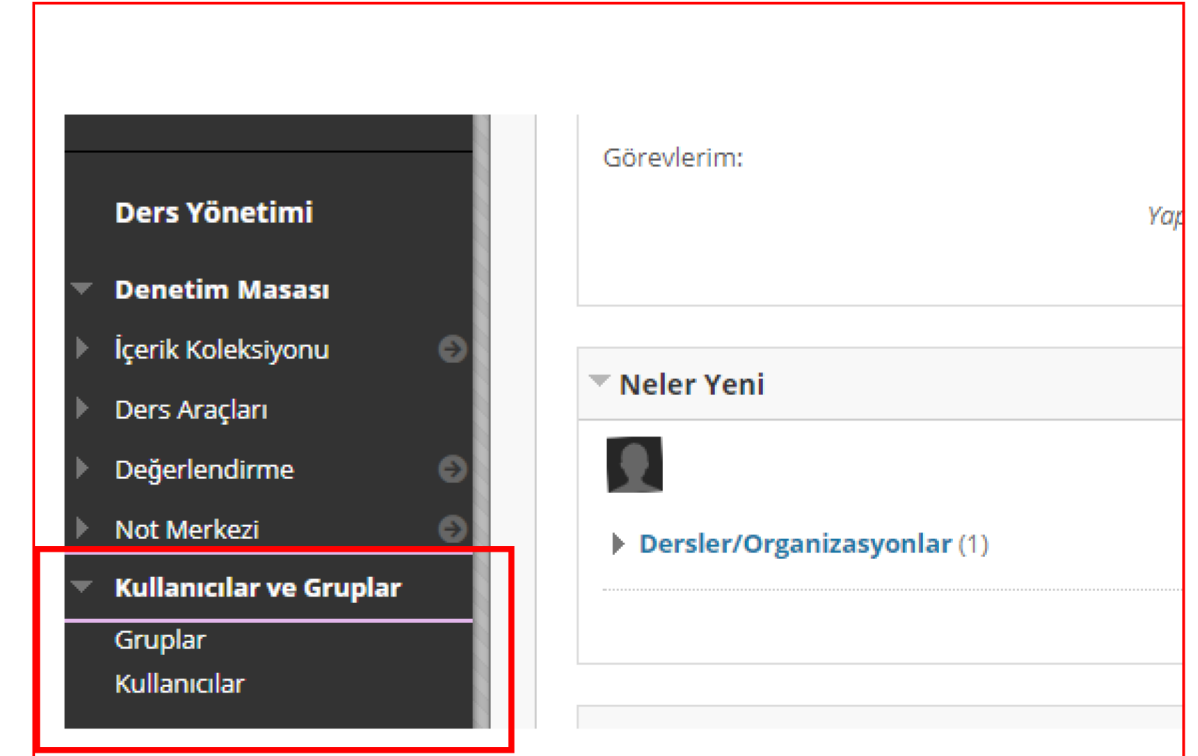 Ders Yönetimi
Denetim Masası
İçerik Koleksiyonu
Ders Araçları
Değerlendirme
Not Merkezi
Kullanıcılar ve Gruplar
Gruplar
Kullanıcılar
Görevlerim:
Neler Yeni
Dersler/Organizasyonlar (1)